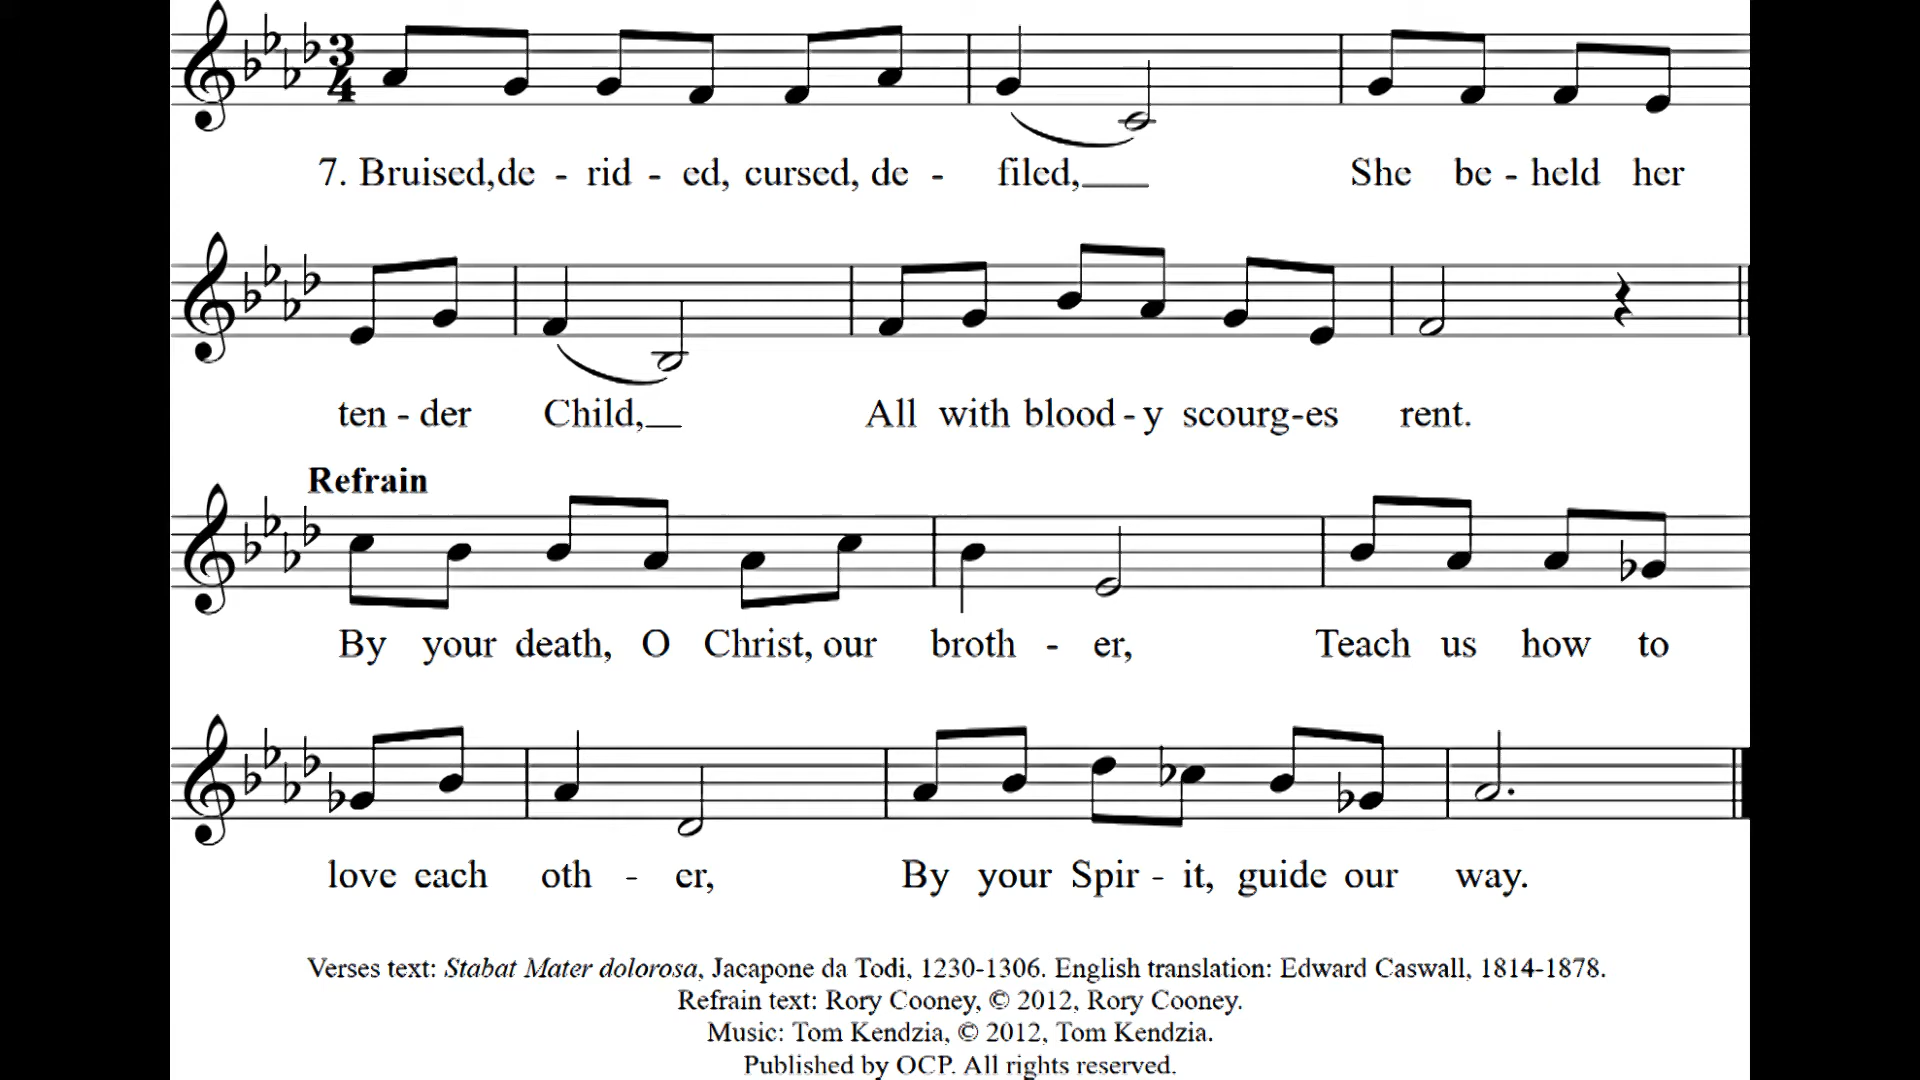 3
4
7. Bruised, de - rid - ed, cursed, de - filed, She be - held her
ten - der Child, All with blood - y scourg-es rent.
Refrain
By your death, O Christ, our broth - er, Teach us how to
love each oth - er, By your Spir - it, guide our way.
Verses text: Stabat Mater dolorosa, Jacapone da Todi, 1230-1306. English translation: Edward Caswall, 1814-1878.
Refrain text: Rory Cooney, © 2012, Rory Cooney.
Music: Tom Kendzia, © 2012, Tom Kendzia.
Published by OCP. All rights reserved.